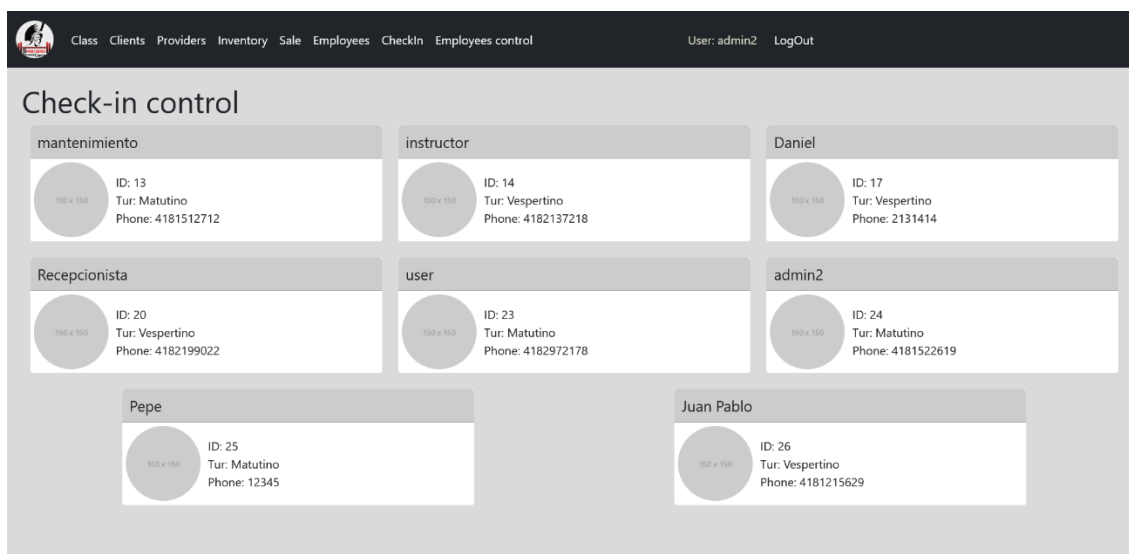 Class Clients Providers Inventory Sale Employees CheckIn Employees control User: admin2 LogOut
Check-in control
mantenimiento
150 x 150
ID: 13
Tur: Matutino
Phone: 4181512712
instructor
150 x 150
ID: 14
Tur: Vespertino
Phone: 4182137218
Daniel
150 x 150
ID: 17
Tur: Vespertino
Phone: 2131414
Recepcionista
150 x 150
ID: 20
Tur: Vespertino
Phone: 4182199022
user
150 x 150
ID: 23
Tur: Matutino
Phone: 4182972178
admin2
150 x 150
ID: 24
Tur: Matutino
Phone: 4181522619
Pepe
150 x 150
ID: 25
Tur: Matutino
Phone: 12345
Juan Pablo
150 x 150
ID: 26
Tur: Vespertino
Phone: 4181215629